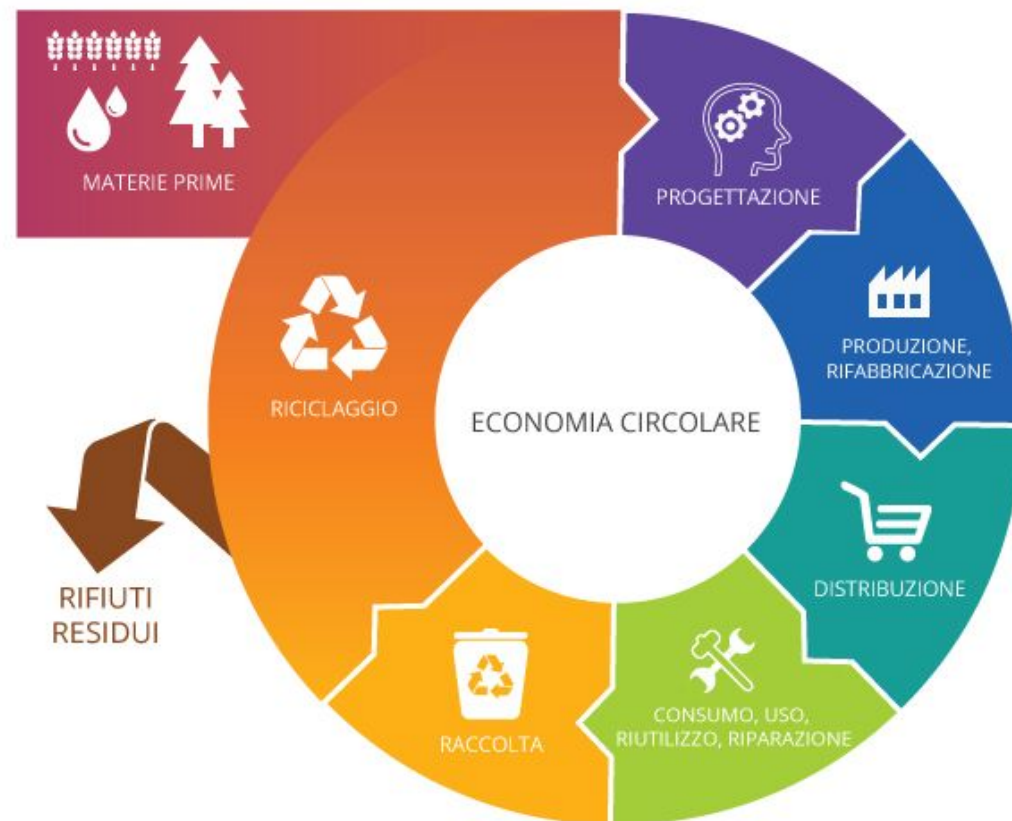 MATERIE PRIME
PROGETTAZIONE
PRODUZIONE,
RIFABBRICAZIONE
RICICLAGGIO
ECONOMIA CIRCOLARE
DISTRIBUZIONE
RIFIUTI
RESIDUI
CONSUMO, USO,
RIUTILIZZO, RIPARAZIONE
RACCOLTA